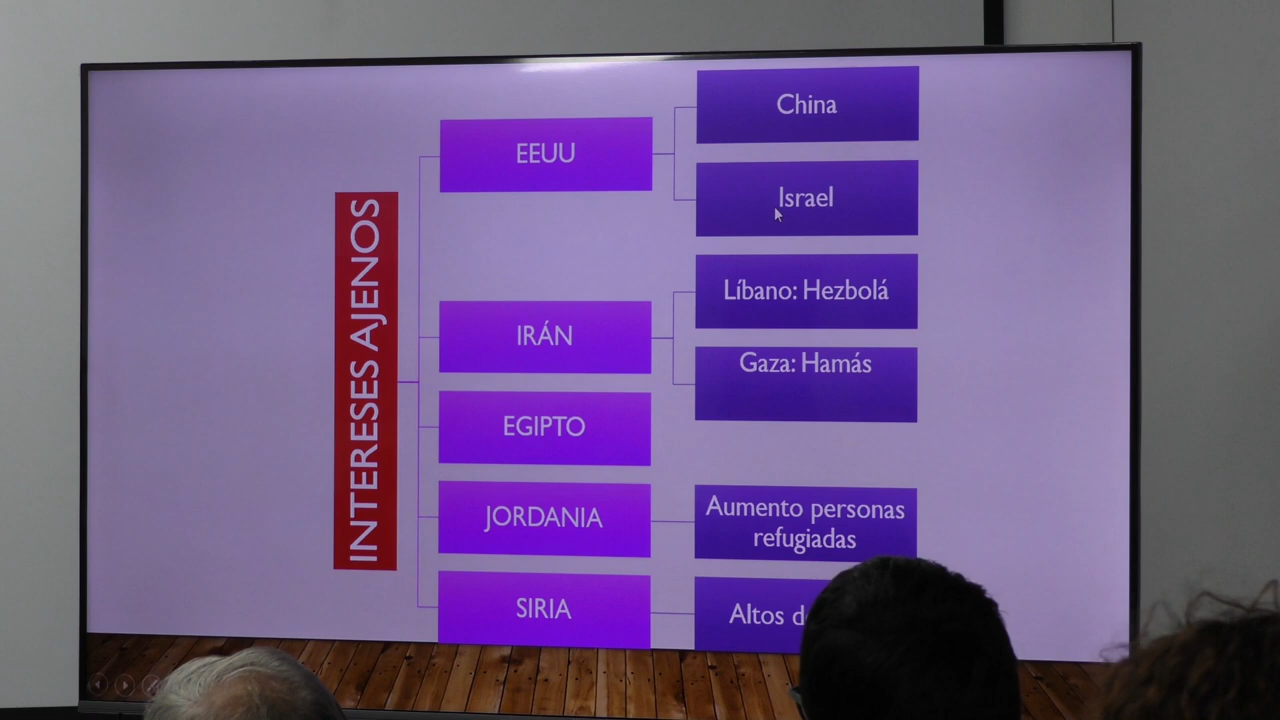 INTERESES AJENOS
EEUU
China
Israel
IRÁN
Líbano: Hezbolá
Gaza: Hamás
EGIPTO
JORDANIA
Aumento personas
refugiadas
SIRIA
Altos